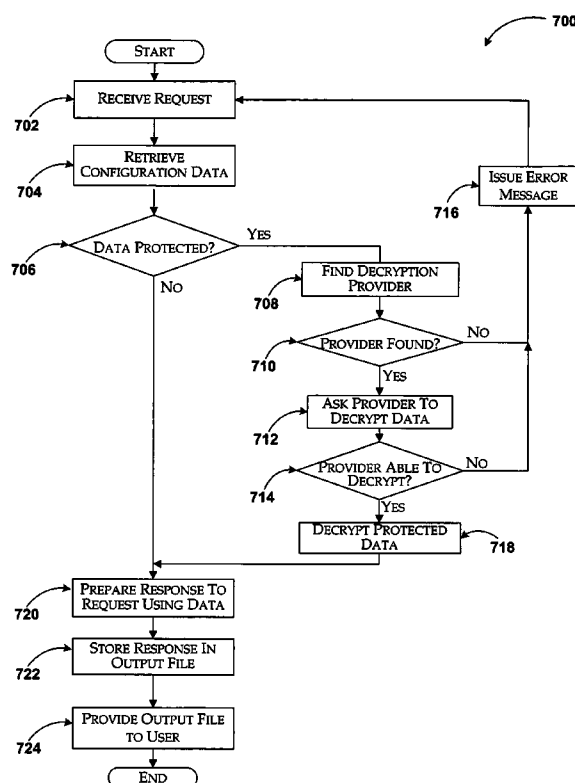 700
START
702
RECEIVE REQUEST
704
RETRIEVE
CONFIGURATION DATA
716
ISSUE ERROR
MESSAGE
706
DATA PROTECTED?
YES
NO
708
FIND DECRYPTION
PROVIDER
710
PROVIDER FOUND?
NO
YES
712
ASK PROVIDER TO
DECRYPT DATA
714
PROVIDER ABLE TO
DECRYPT?
NO
YES
DECRYPT PROTECTED
DATA
718
720
PREPARE RESPONSE TO
REQUEST USING DATA
722
STORE RESPONSE IN
OUTPUT FILE
724
PROVIDE OUTPUT FILE
TO USER
END